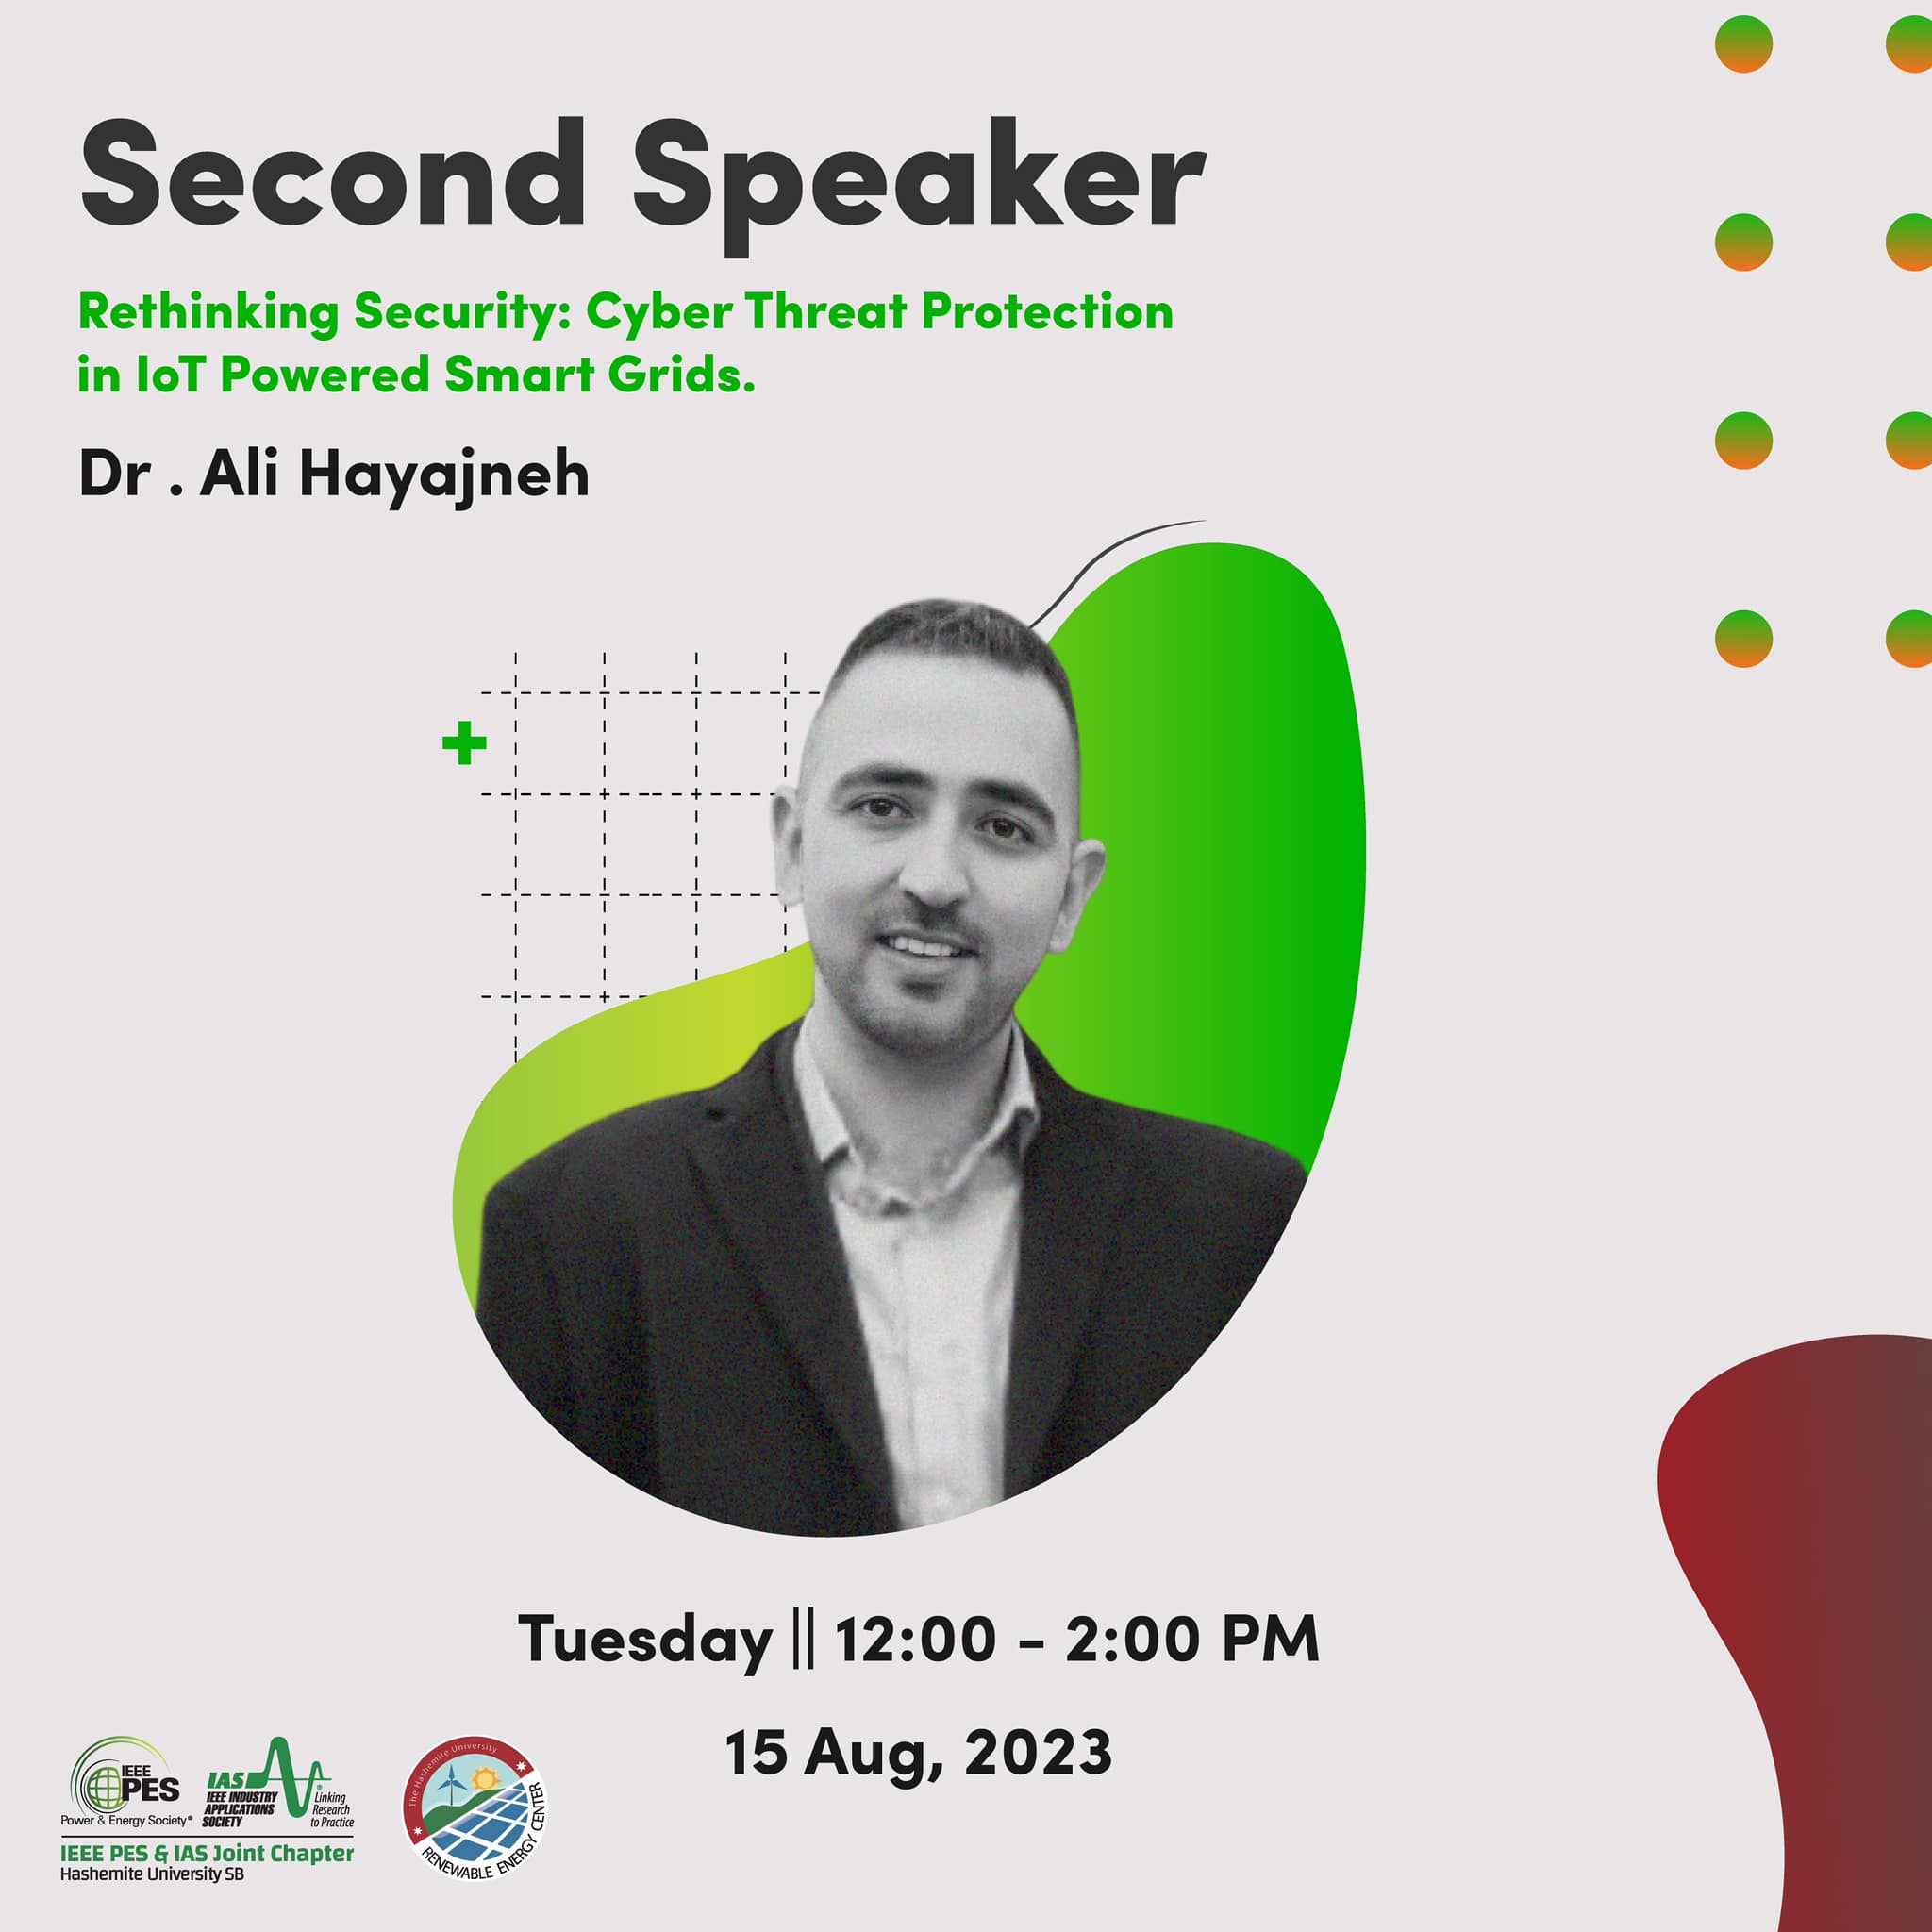 Second Speaker
Rethinking Security: Cyber Threat Protection
in IoT Powered Smart Grids.
Dr . Ali Hayajneh
Tuesday || 12:00 - 2:00 PM
15 Aug, 2023
IEEE
PES
Power & Energy Society®
IAS
IEEE INDUSTRY
APPLICATIONS
SOCIETY
®
Linking
Research
to Practice
IEEE PES & IAS Joint Chapter
Hashemite University SB
The Hashemite University
RENEWABLE ENERGY CENTER